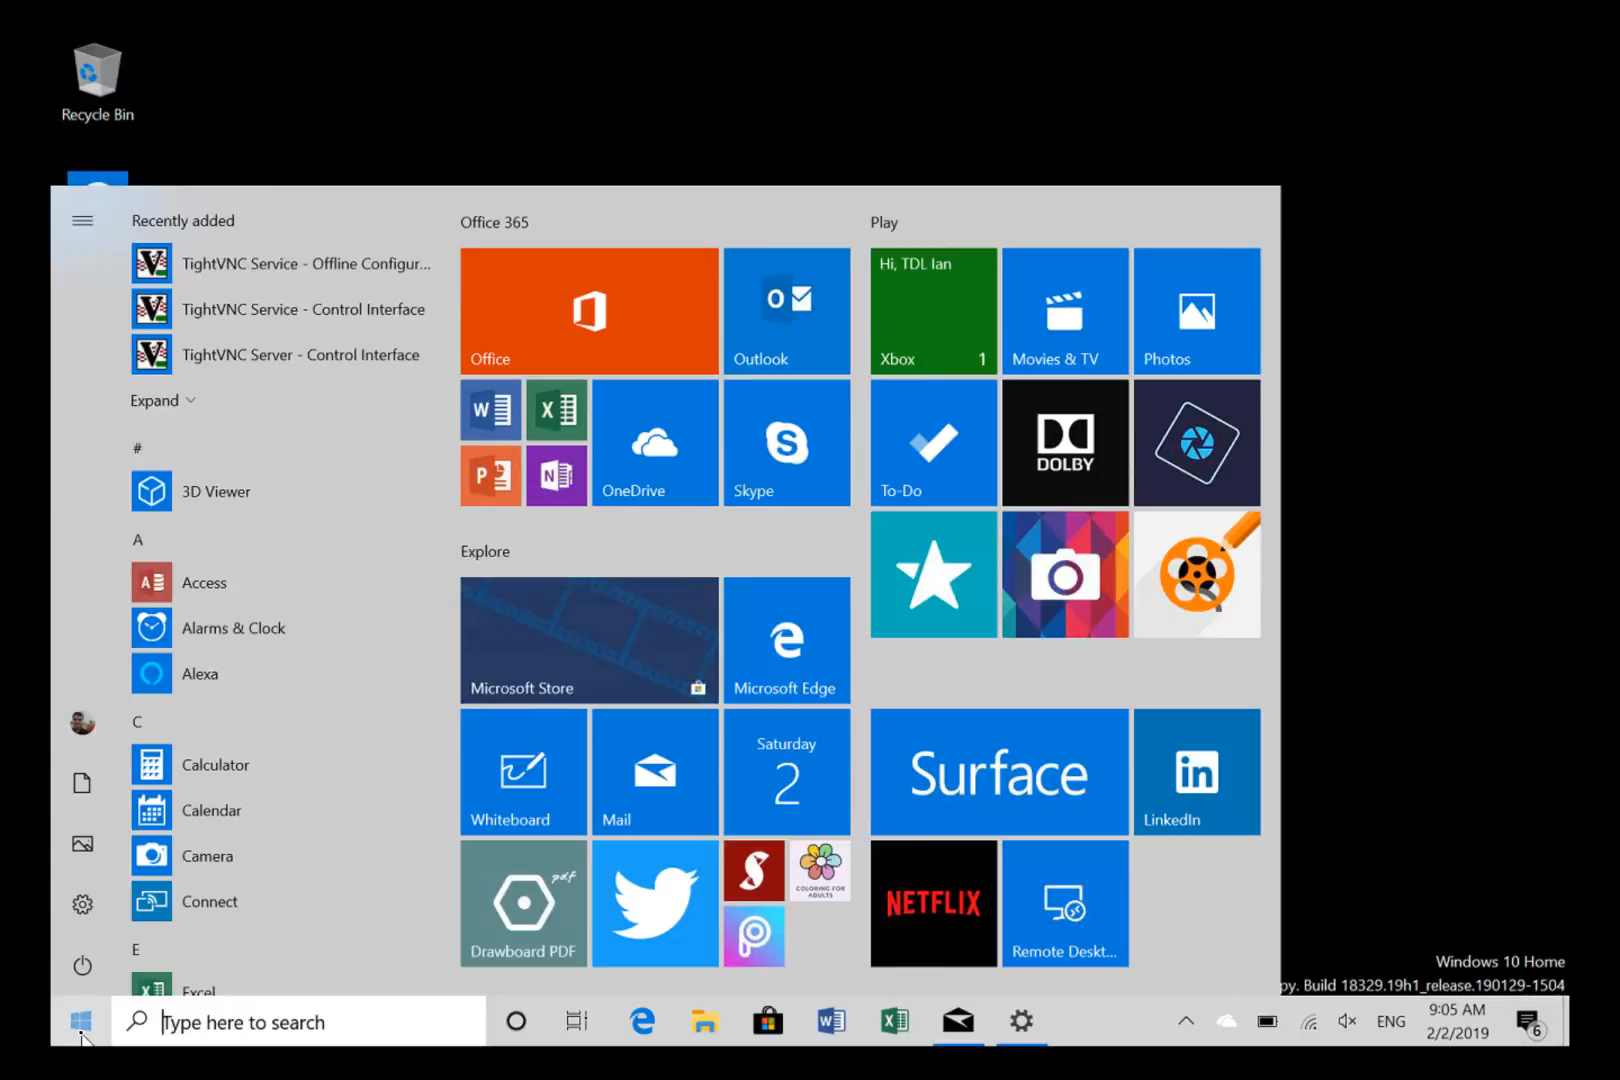 Recycle Bin
Recently added
TightVNC Service - Offline Configur...
TightVNC Service - Control Interface
TightVNC Server - Control Interface
Expand
#
3D Viewer
A
Access
Alarms & Clock
Alexa
C
Calculator
Calendar
Camera
Connect
E
Excel
Office 365
Office
Outlook
OneDrive
Skype
Explore
Microsoft Store
Microsoft Edge
Whiteboard
Mail
Saturday
2
pdf
Drawboard PDF
COLORING FOR
ADULTS
Play
Hi, TDL Ian
Xbox 1
Movies & TV
Photos
To-Do
DOLBY
Surface
LinkedIn
NETFLIX
Remote Deskt...
Windows 10 Home
py. Build 18329.19h1_release.190129-1504
Type here to search
ENG
9:05 AM
2/2/2019
6